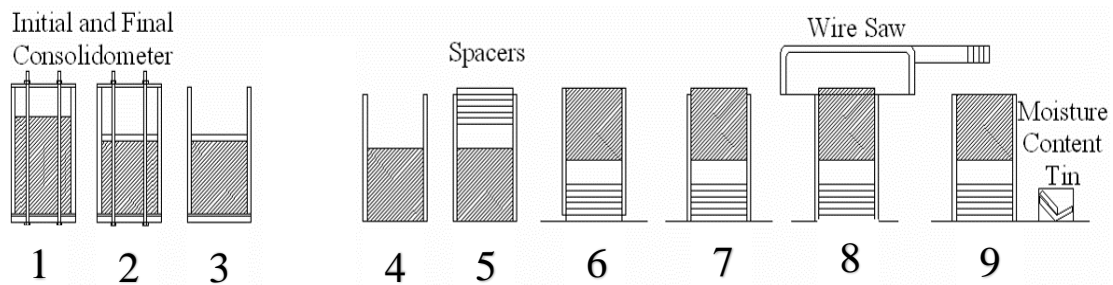 Initial and Final
Consolidometer
Spacers
Wire Saw
Moisture
Content
Tin
1 2 3 4 5 6 7 8 9